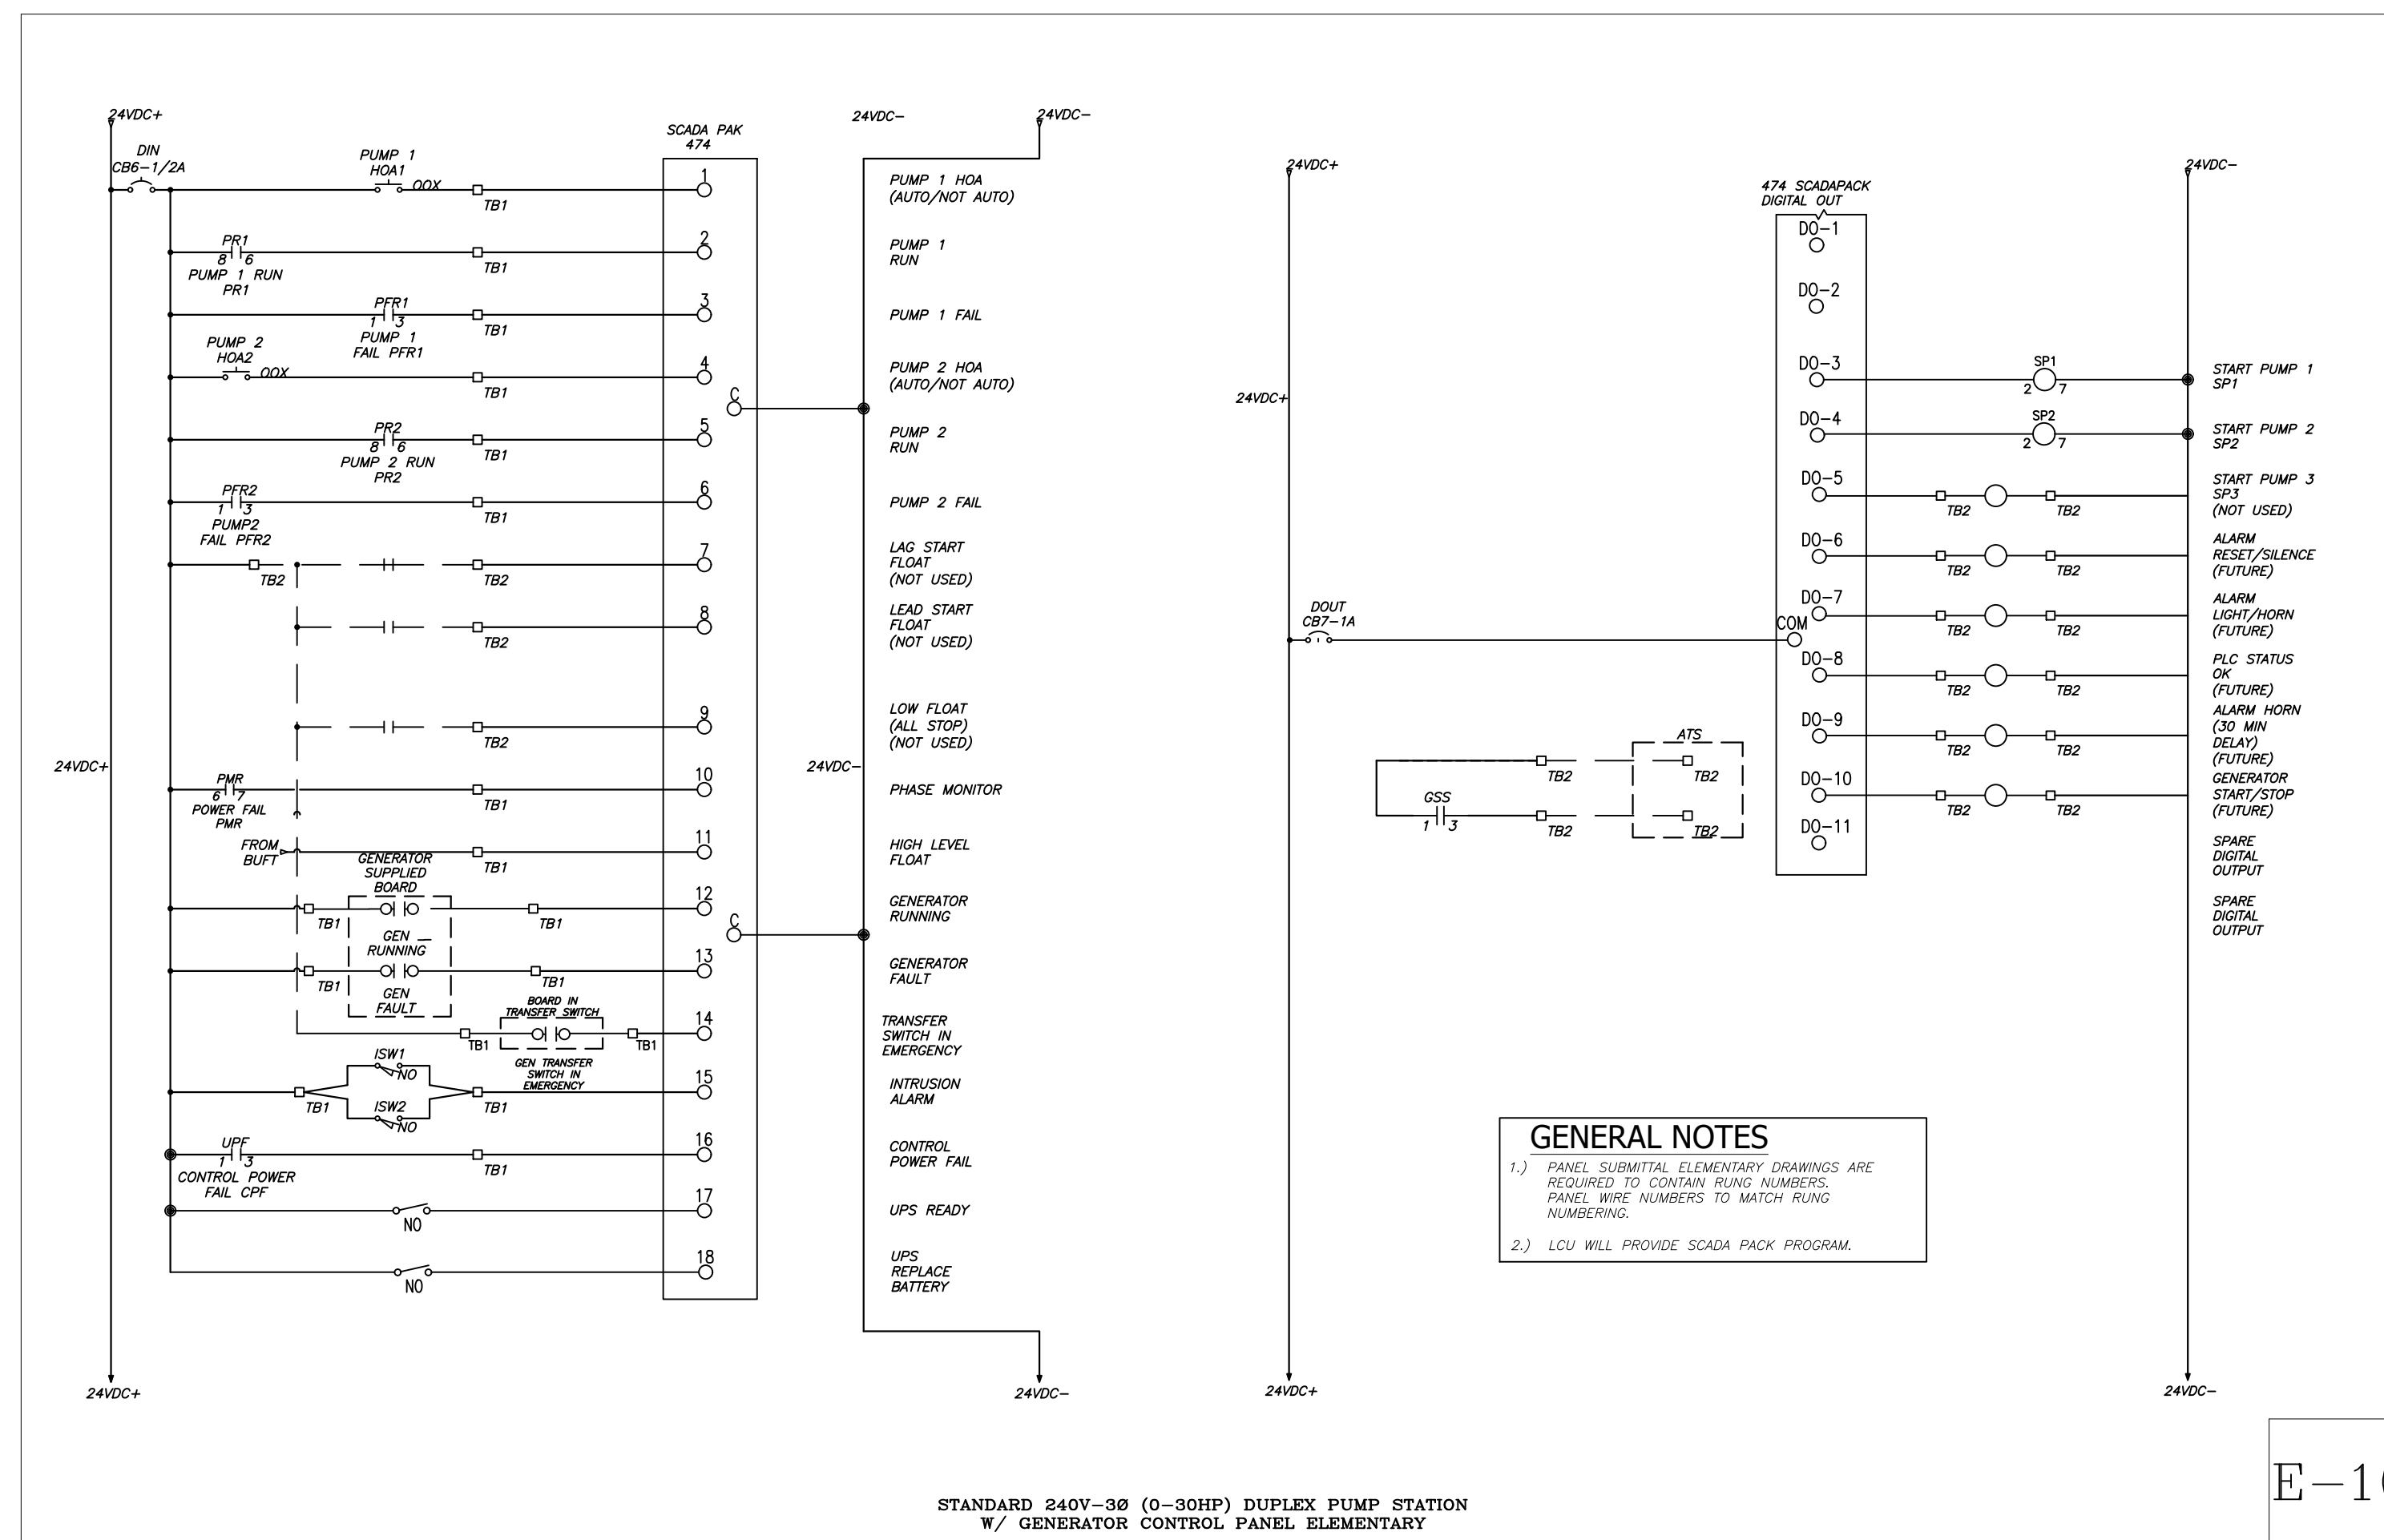 24VDC+
DIN
CB6-1/2A
PUMP 1
HOA1
OOX
TB1
SCADA PAK
474
1
24VDC-
24VDC-
PUMP 1 HOA
(AUTO/NOT AUTO)
PR1
8 6
PUMP 1 RUN
PR1
TB1
2
PUMP 1
RUN
PFR1
1 3
PUMP 1
FAIL PFR1
TB1
3
PUMP 1 FAIL
PUMP 2
HOA2
OOX
TB1
4
PUMP 2 HOA
(AUTO/NOT AUTO)
C
PR2
8 6
PUMP 2 RUN
PR2
TB1
5
PUMP 2
RUN
PFR2
1 3
PUMP2
FAIL PFR2
TB1
6
PUMP 2 FAIL
TB2
TB2
7
LAG START
FLOAT
(NOT USED)
TB2
8
LEAD START
FLOAT
(NOT USED)
TB2
9
LOW FLOAT
(ALL STOP)
(NOT USED)
24VDC+
24VDC-
PMR
6 7
POWER FAIL
PMR
TB1
10
PHASE MONITOR
FROM
BUFT
TB1
11
HIGH LEVEL
FLOAT
GENERATOR
SUPPLIED
BOARD
TB1
TB1
12
GENERATOR
RUNNING
GEN
RUNNING
C
TB1
TB1
13
GENERATOR
FAULT
GEN
FAULT
BOARD IN
TRANSFER SWITCH
TB1
TB1
14
TRANSFER
SWITCH IN
EMERGENCY
GEN TRANSFER
SWITCH IN
EMERGENCY
ISW1
NO
TB1
ISW2
NO
TB1
15
INTRUSION
ALARM
UPF
1 3
CONTROL POWER
FAIL CPF
TB1
16
CONTROL
POWER FAIL
NO
17
UPS READY
NO
18
UPS
REPLACE
BATTERY
24VDC+
24VDC-
24VDC+
24VDC-
474 SCADAPACK
DIGITAL OUT
DO-1
DO-2
DO-3
SP1
2 7
START PUMP 1
SP1
24VDC+
DO-4
SP2
2 7
START PUMP 2
SP2
DO-5
TB2
TB2
START PUMP 3
SP3
(NOT USED)
DO-6
TB2
TB2
ALARM
RESET/SILENCE
(FUTURE)
DO-7
TB2
TB2
ALARM
LIGHT/HORN
(FUTURE)
DOUT
CB7-1A
COM
DO-8
TB2
TB2
PLC STATUS
OK
(FUTURE)
DO-9
TB2
TB2
ALARM HORN
(30 MIN
DELAY)
(FUTURE)
ATS
TB2
TB2
GSS
1 3
TB2
TB2
DO-10
TB2
TB2
GENERATOR
START/STOP
(FUTURE)
DO-11
SPARE
DIGITAL
OUTPUT
SPARE
DIGITAL
OUTPUT
GENERAL NOTES
1.) PANEL SUBMITTAL ELEMENTARY DRAWINGS ARE
REQUIRED TO CONTAIN RUNG NUMBERS.
PANEL WIRE NUMBERS TO MATCH RUNG
NUMBERING.
2.) LCU WILL PROVIDE SCADA PACK PROGRAM.
24VDC+
24VDC-
STANDARD 240V-3Ø (0-30HP) DUPLEX PUMP STATION
W/ GENERATOR CONTROL PANEL ELEMENTARY